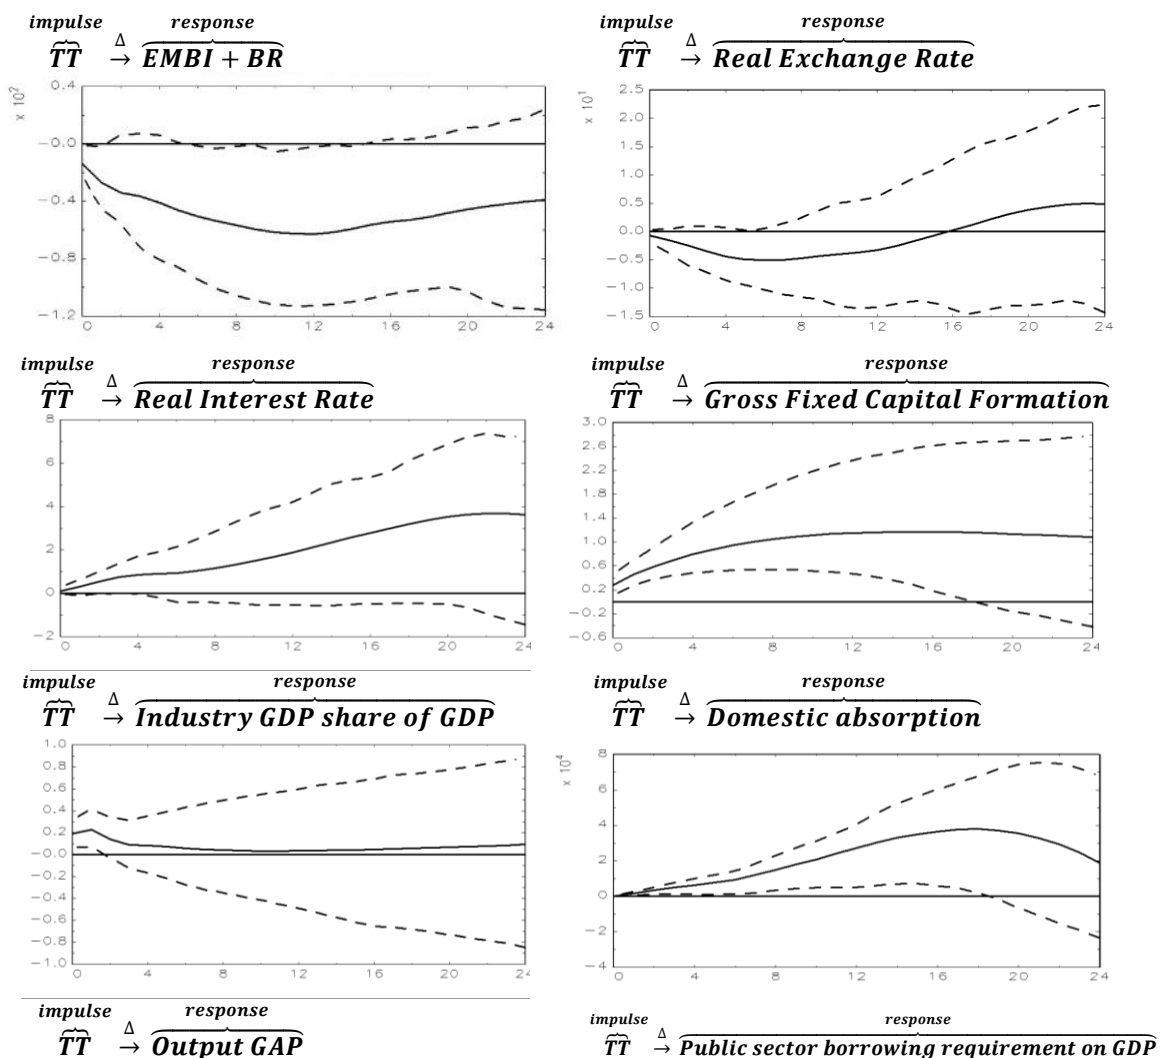 impulse response
TT Δ→ EMBI + BR
x 10²
0.4
-0.0
-0.4
-0.8
-1.2
0 4 8 12 16 20 24
impulse response
TT Δ→ Real Exchange Rate
x 10¹
2.5
2.0
1.5
1.0
0.5
0.0
-0.5
-1.0
-1.5
0 4 8 12 16 20 24
impulse response
TT Δ→ Real Interest Rate
8
6
4
2
0
-2
0 4 8 12 16 20 24
impulse response
TT Δ→ Gross Fixed Capital Formation
3.0
2.6
2.2
1.8
1.4
1.0
0.6
0.2
-0.2
-0.6
0 4 8 12 16 20 24
impulse response
TT Δ→ Industry GDP share of GDP
1.0
0.8
0.6
0.4
0.2
-0.0
-0.2
-0.4
-0.6
-0.8
-1.0
0 4 8 12 16 20 24
impulse response
TT Δ→ Domestic absorption
x 10⁴
8
6
4
2
0
-2
-4
0 4 8 12 16 20 24
impulse response
TT Δ→ Output GAP
impulse response
TT Δ→ Public sector borrowing requirement on GDP